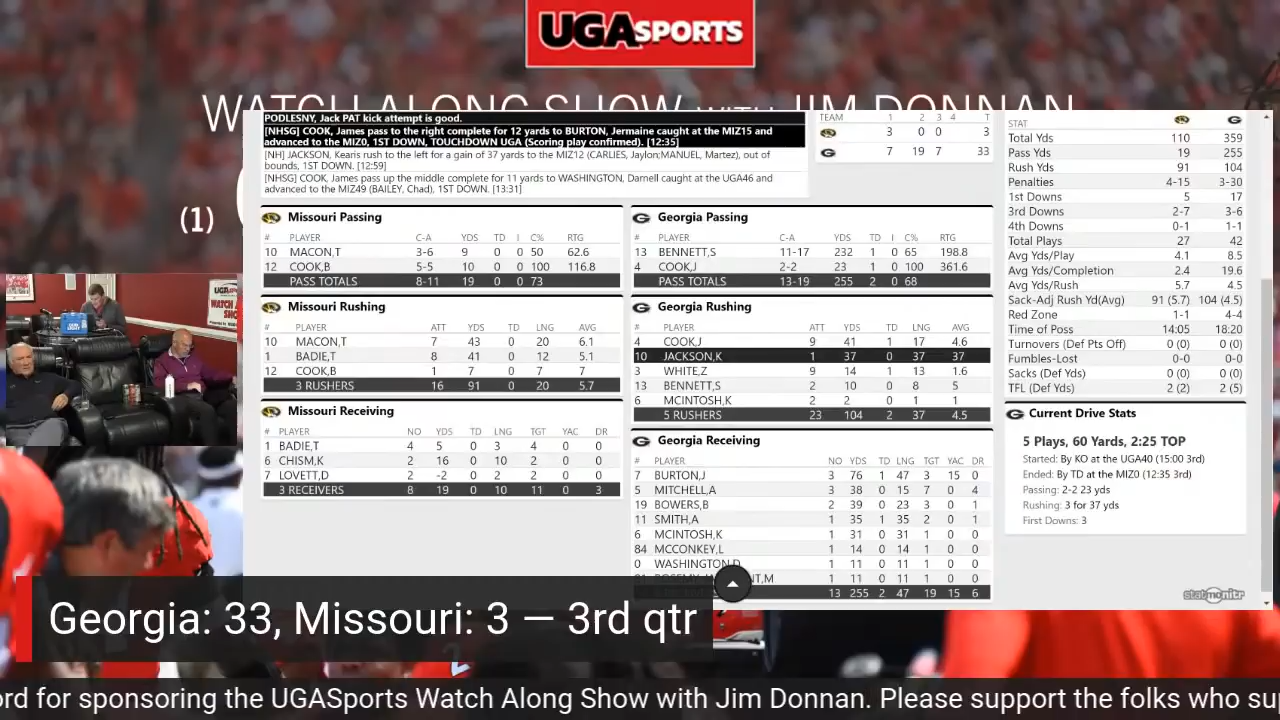 UGASPORTS
WATCH ALONG SHOW WITH JIM DONNAN
(1)
PODLESNY, Jack PAT kick attempt is good.
[NHSG] COOK, James pass to the right complete for 12 yards to BURTON, Jermaine caught at the MIZ15 and
advanced to the MIZ0, 1ST DOWN, TOUCHDOWN UGA (Scoring play confirmed). [12:35]
[NH] JACKSON, Kearis rush to the left for a gain of 37 yards to the MIZ12 (CARLIES, Jaylon;MANUEL, Martez), out of
bounds, 1ST DOWN. [12:59]
[NHSG] COOK, James pass up the middle complete for 11 yards to WASHINGTON, Darnell caught at the UGA46 and
advanced to the MIZ49 (BAILEY, Chad), 1ST DOWN. [13:31]
TEAM 1 2 3 4 T
3 0 0 3
G 7 19 7 33
Missouri Passing
# PLAYER C-A YDS TD I C% RTG
10 MACON,T 3-6 9 0 0 50 62.6
12 COOK,B 5-5 10 0 0 100 116.8
PASS TOTALS 8-11 19 0 0 73
Missouri Rushing
# PLAYER ATT YDS TD LNG AVG
10 MACON,T 7 43 0 20 6.1
1 BADIE,T 8 41 0 12 5.1
12 COOK,B 1 7 0 7 7
3 RUSHERS 16 91 0 20 5.7
Missouri Receiving
# PLAYER NO YDS TD LNG TGT YAC DR
1 BADIE,T 4 5 0 3 4 0 0
6 CHISM,K 2 16 0 10 2 0 0
7 LOVETT,D 2 -2 0 2 2 0 0
3 RECEIVERS 8 19 0 10 11 0 3
G Georgia Passing
# PLAYER C-A YDS TD I C% RTG
13 BENNETT,S 11-17 232 1 0 65 198.8
4 COOK,J 2-2 23 1 0 100 361.6
PASS TOTALS 13-19 255 2 0 68
G Georgia Rushing
# PLAYER ATT YDS TD LNG AVG
4 COOK,J 9 41 1 17 4.6
10 JACKSON,K 1 37 0 37 37
3 WHITE,Z 9 14 1 13 1.6
13 BENNETT,S 2 10 0 8 5
6 MCINTOSH,K 2 2 0 1 1
5 RUSHERS 23 104 2 37 4.5
G Georgia Receiving
# PLAYER NO YDS TD LNG TGT YAC DR
7 BURTON,J 3 76 1 47 3 15 0
5 MITCHELL,A 3 38 0 15 7 0 4
19 BOWERS,B 2 39 0 23 3 0 1
11 SMITH,A 1 35 1 35 2 0 1
6 MCINTOSH,K 1 31 0 31 1 0 0
84 MCCONKEY,L 1 14 0 14 1 0 0
0 WASHINGTON,D 1 11 0 11 1 0 0
1 11 0 11 1 0 0
13 255 2 47 19 15 6
STAT G
Total Yds 110 359
Pass Yds 19 255
Rush Yds 91 104
Penalties 4-15 3-30
1st Downs 5 17
3rd Downs 2-7 3-6
4th Downs 0-1 1-1
Total Plays 27 42
Avg Yds/Play 4.1 8.5
Avg Yds/Completion 2.4 19.6
Avg Yds/Rush 5.7 4.5
Sack-Adj Rush Yd(Avg) 91 (5.7) 104 (4.5)
Red Zone 1-1 4-4
Time of Poss 14:05 18:20
Turnovers (Def Pts Off) 0 (0) 0 (0)
Fumbles-Lost 0-0 0-0
Sacks (Def Yds) 0 (0) 0 (0)
TFL (Def Yds) 2 (2) 2 (5)
G Current Drive Stats
5 Plays, 60 Yards, 2:25 TOP
Started: By KO at the UGA40 (15:00 3rd)
Ended: By TD at the MIZ0 (12:35 3rd)
Passing: 2-2 23 yds
Rushing: 3 for 37 yds
First Downs: 3
statmonitr
Georgia: 33, Missouri: 3 — 3rd qtr
ord for sponsoring the UGASports Watch Along Show with Jim Donnan. Please support the folks who su